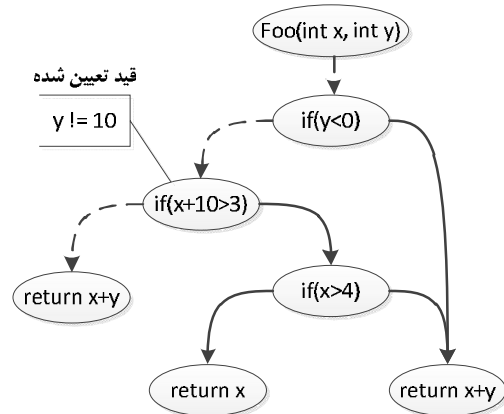 Foo(int x, int y)
قید تعیین شده
y != 10
if(y<0)
if(x+10>3)
return x+y
if(x>4)
return x
return x+y